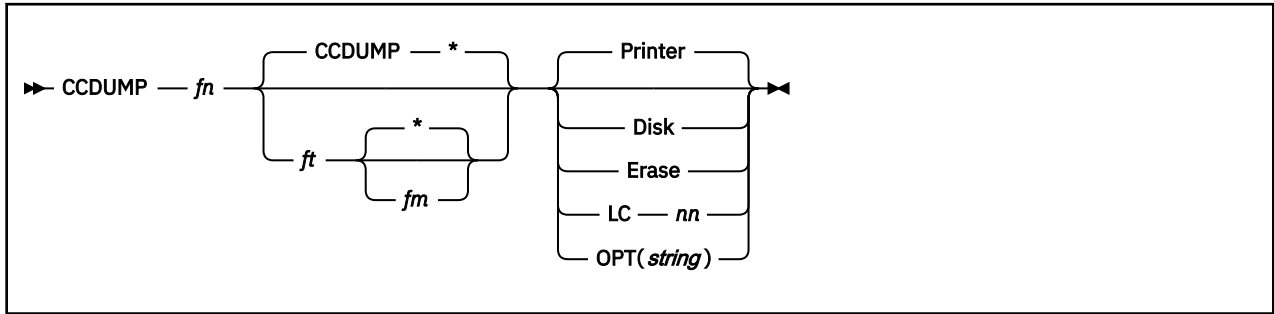 CCDUMP * Printer
CCDUMP fn
* Disk
ft Erase
fm LC nn
OPT(string)